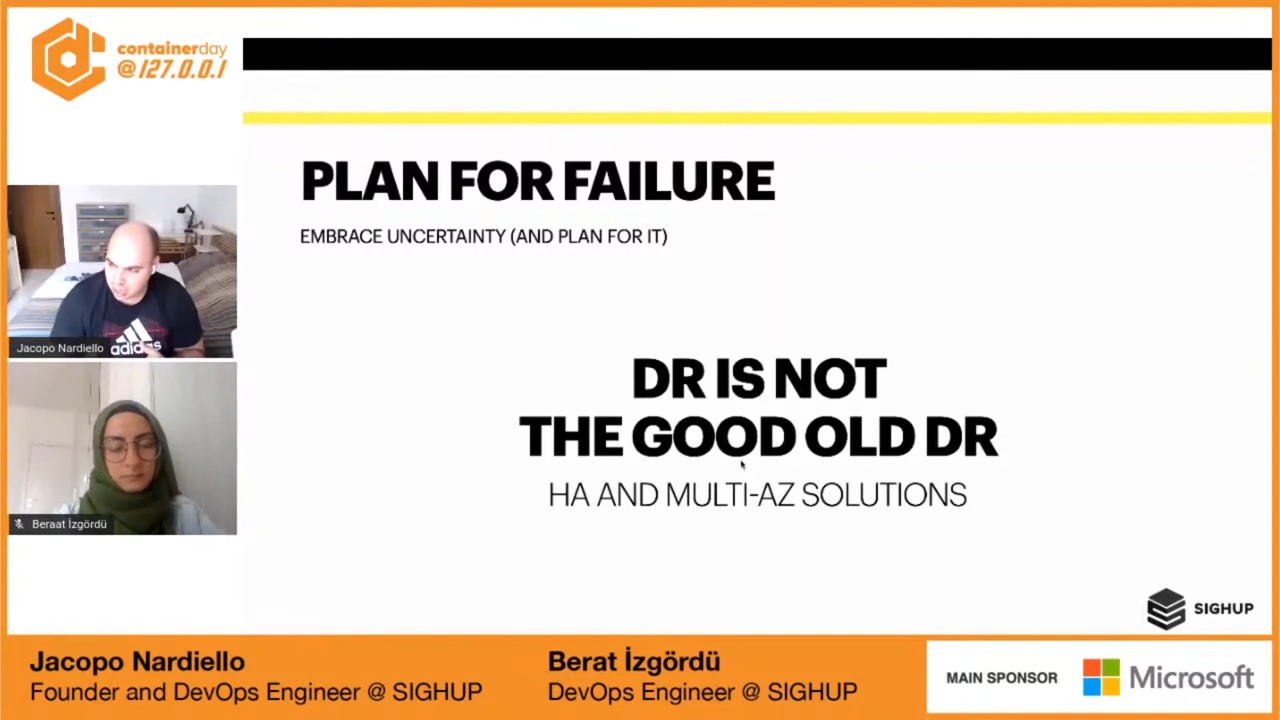 containerday
@127.0.0.1
PLAN FOR FAILURE
EMBRACE UNCERTAINTY (AND PLAN FOR IT)
Jacopo Nardiello
adidas
Beraat İzgördü
DR IS NOT
THE GOOD OLD DR
HA AND MULTI-AZ SOLUTIONS
SIGHUP
Jacopo Nardiello
Founder and DevOps Engineer @ SIGHUP
Berat İzgördü
DevOps Engineer @ SIGHUP
MAIN SPONSOR
Microsoft